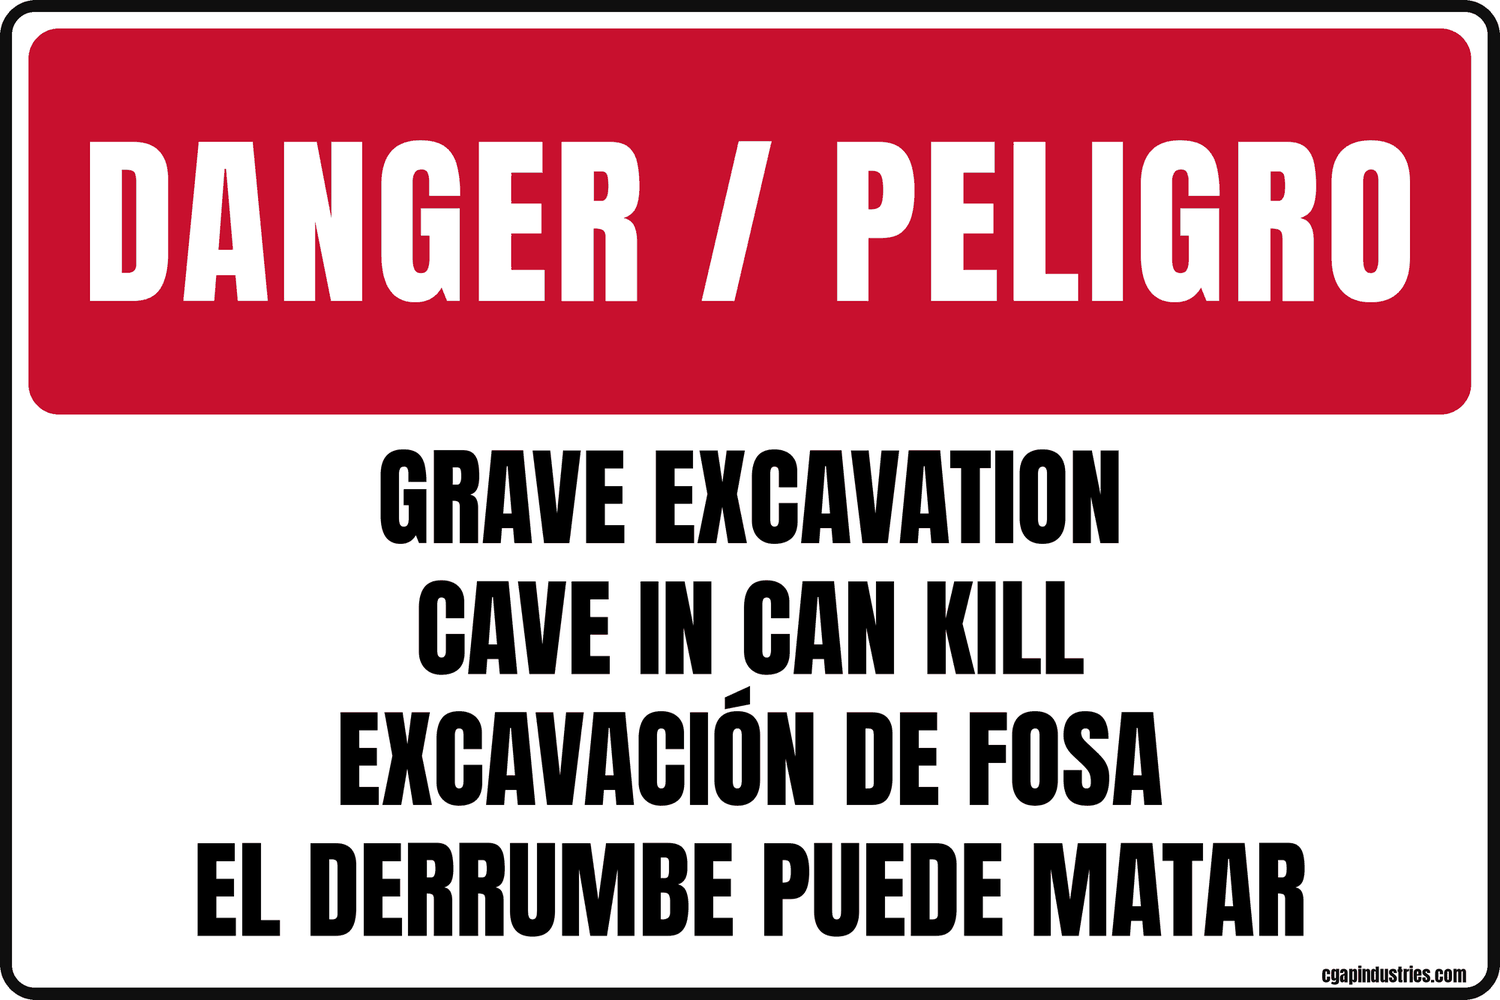 DANGER / PELIGRO
GRAVE EXCAVATION
CAVE IN CAN KILL
EXCAVACIÓN DE FOSA
EL DERRUMBE PUEDE MATAR
cgapindustries.com